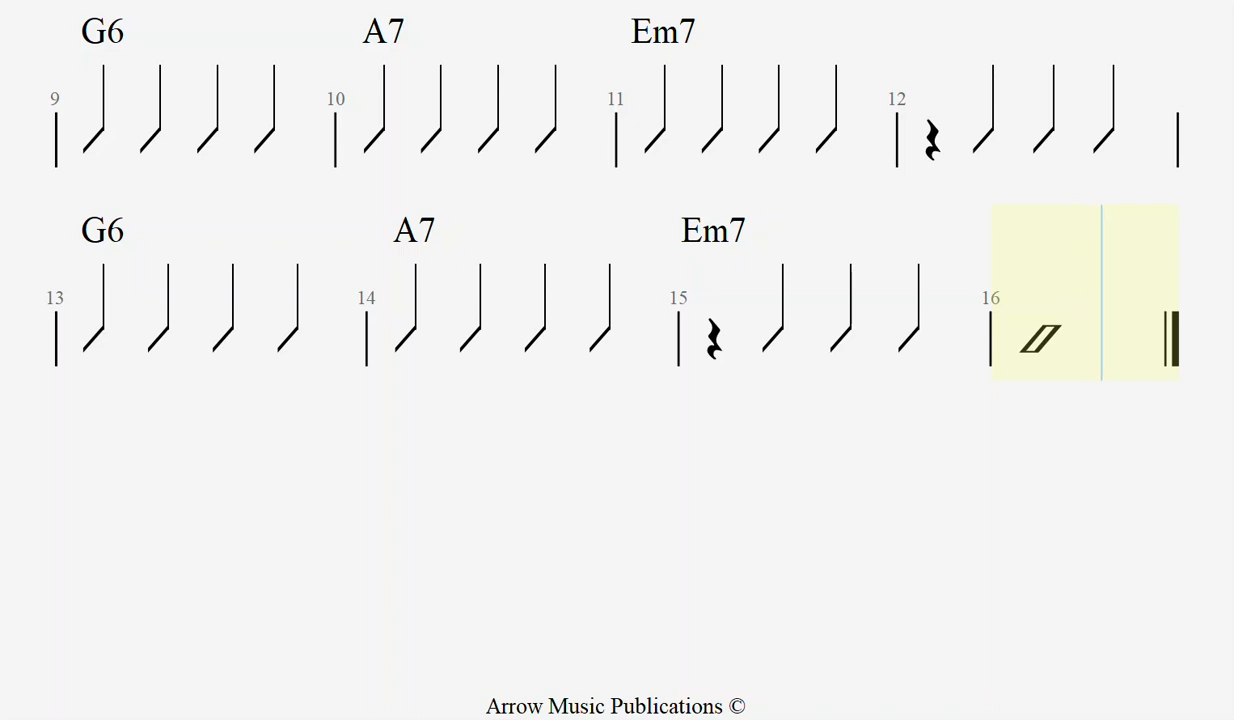 G6 A7 Em7
9 10 11 12
G6 A7 Em7
13 14 15 16
Arrow Music Publications ©